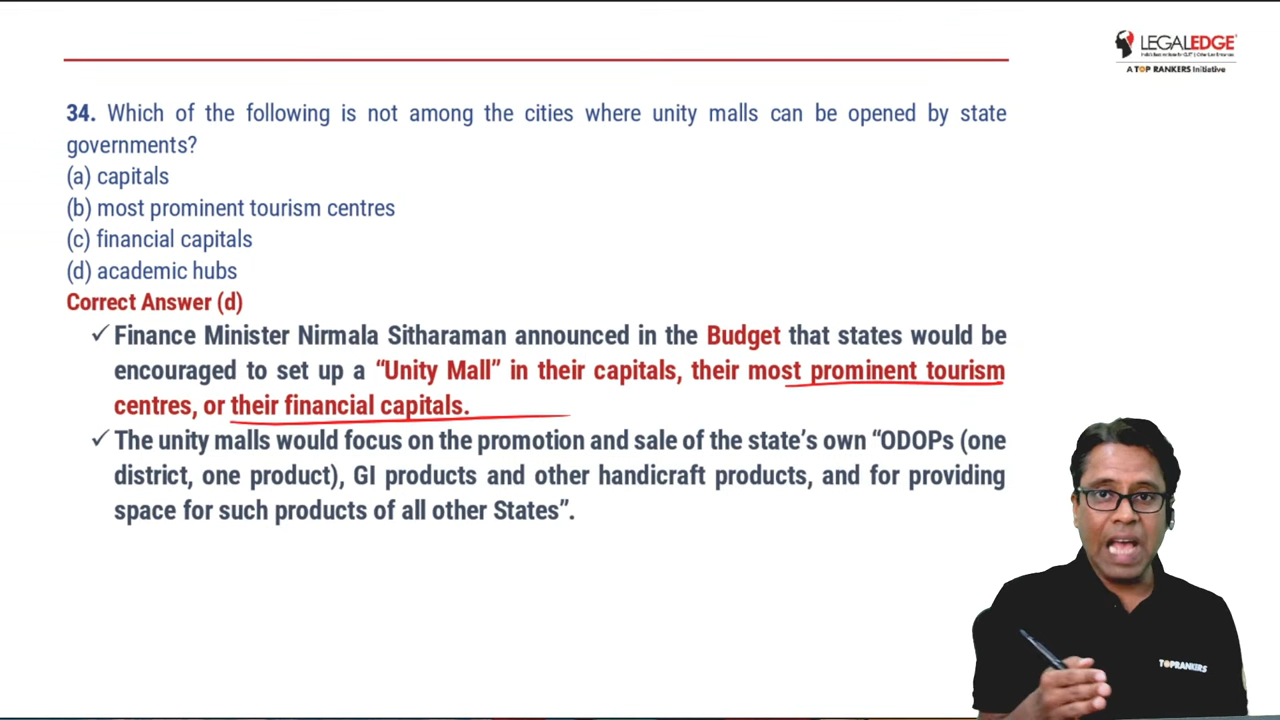 LEGALEDGE
A TOP RANKERS Initiative
34. Which of the following is not among the cities where unity malls can be opened by state
governments?
(a) capitals
(b) most prominent tourism centres
(c) financial capitals
(d) academic hubs
Correct Answer (d)
✓ Finance Minister Nirmala Sitharaman announced in the Budget that states would be
encouraged to set up a “Unity Mall” in their capitals, their most prominent tourism
centres, or their financial capitals.
✓ The unity malls would focus on the promotion and sale of the state’s own “ODOPs (one
district, one product), GI products and other handicraft products, and for providing
space for such products of all other States”.
TOPRANKERS